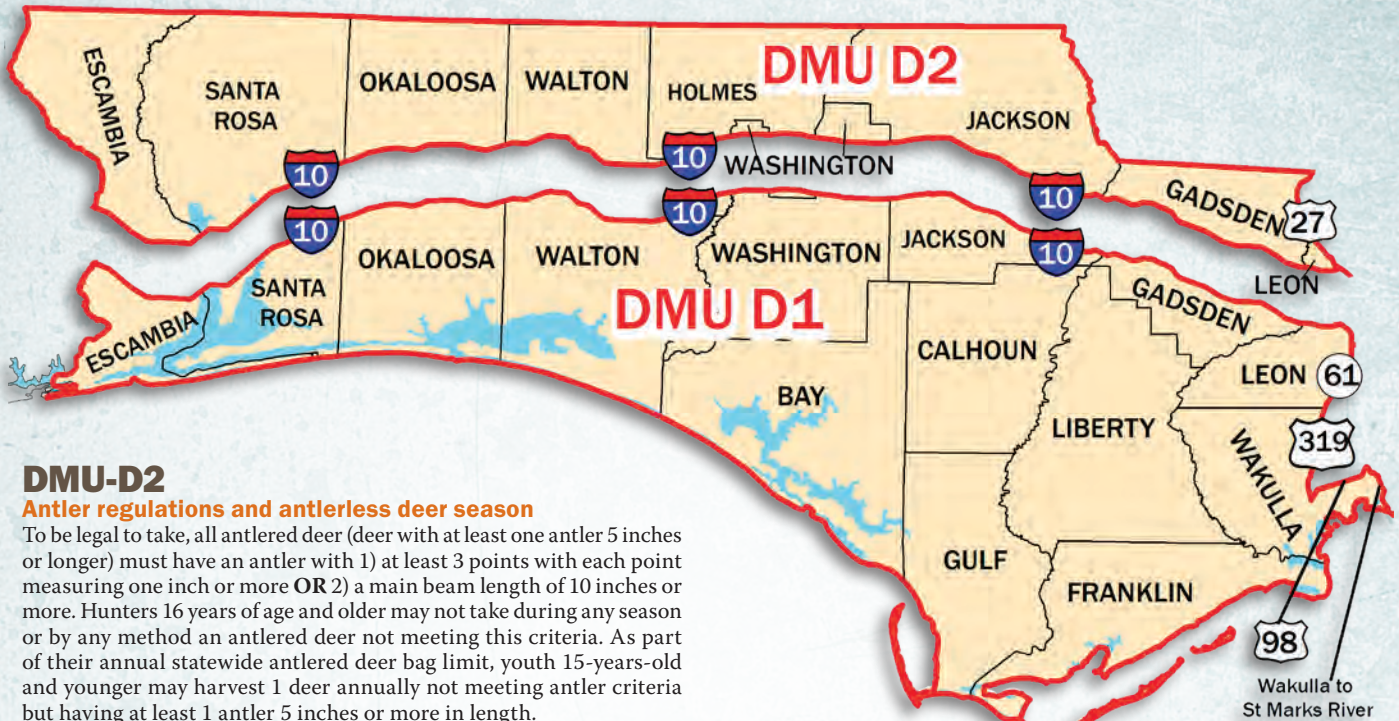 DMU D2
ESCAMBIA
SANTA
ROSA
OKALOOSA
WALTON
HOLMES
JACKSON
WASHINGTON
GADSDEN
LEON
10
10
10
27
DMU D1
ESCAMBIA
SANTA
ROSA
OKALOOSA
WALTON
WASHINGTON
JACKSON
GADSDEN
CALHOUN
LEON
BAY
LIBERTY
WAKULLA
GULF
FRANKLIN
10
10
10
61
319
98
Wakulla to
St Marks River
DMU-D2
Antler regulations and antlerless deer season
To be legal to take, all antlered deer (deer with at least one antler 5 inches
or longer) must have an antler with 1) at least 3 points with each point
measuring one inch or more OR 2) a main beam length of 10 inches or
more. Hunters 16 years of age and older may not take during any season
or by any method an antlered deer not meeting this criteria. As part
of their annual statewide antlered deer bag limit, youth 15-years-old
and younger may harvest 1 deer annually not meeting antler criteria
but having at least 1 antler 5 inches or more in length.